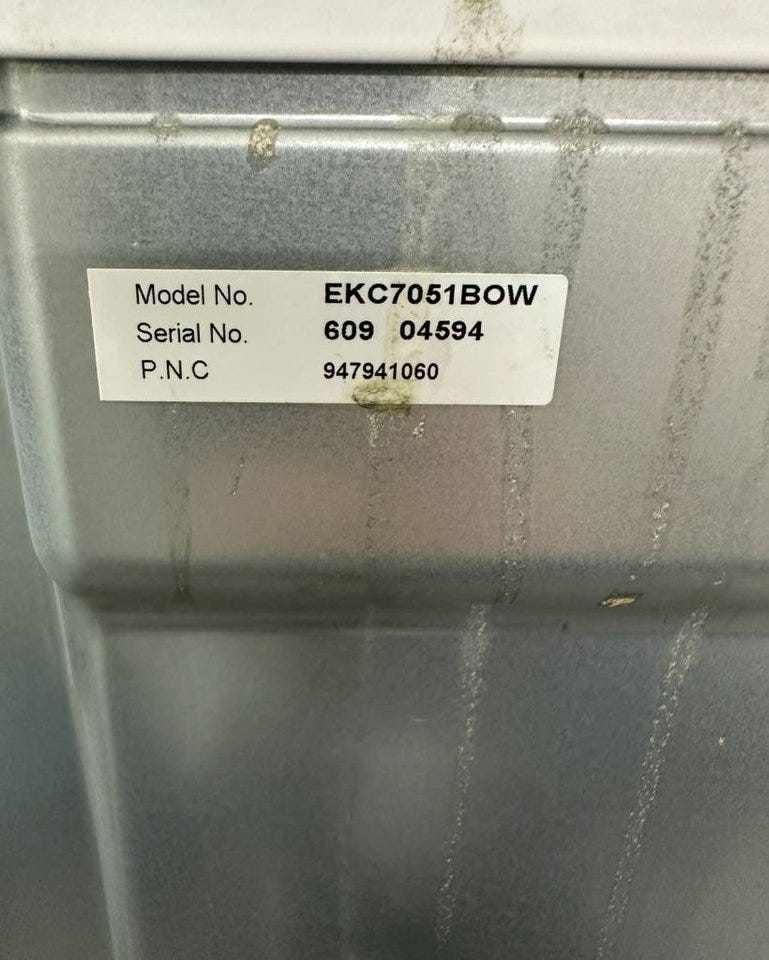 Model No. EKC7051BOW
Serial No. 609 04594
P.N.C 947941060